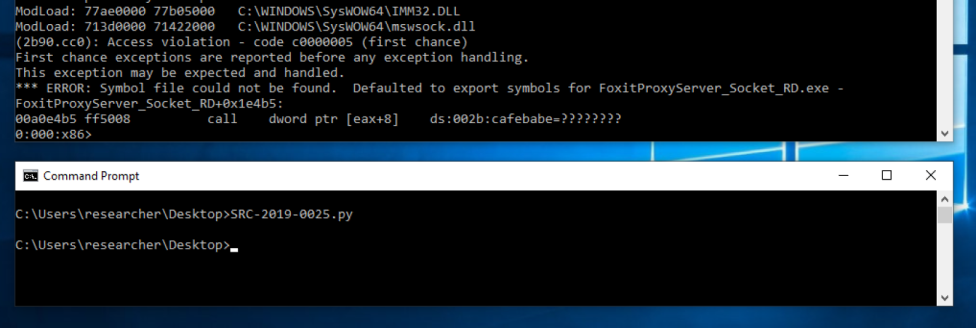 ModLoad: 77ae0000 77b05000   C:\WINDOWS\SysWOW64\IMM32.DLL
ModLoad: 713d0000 71422000   C:\WINDOWS\SysWOW64\mswsock.dll
(2b90.cc0): Access violation - code c0000005 (first chance)
First chance exceptions are reported before any exception handling.
This exception may be expected and handled.
*** ERROR: Symbol file could not be found.  Defaulted to export symbols for FoxitProxyServer_Socket_RD.exe -
FoxitProxyServer_Socket_RD+0x1e4b5:
00a0e4b5 ff5008          call    dword ptr [eax+8]    ds:002b:cafebabe=????????
0:000:x86>
Command Prompt
C:\Users\researcher\Desktop>SRC-2019-0025.py
C:\Users\researcher\Desktop>